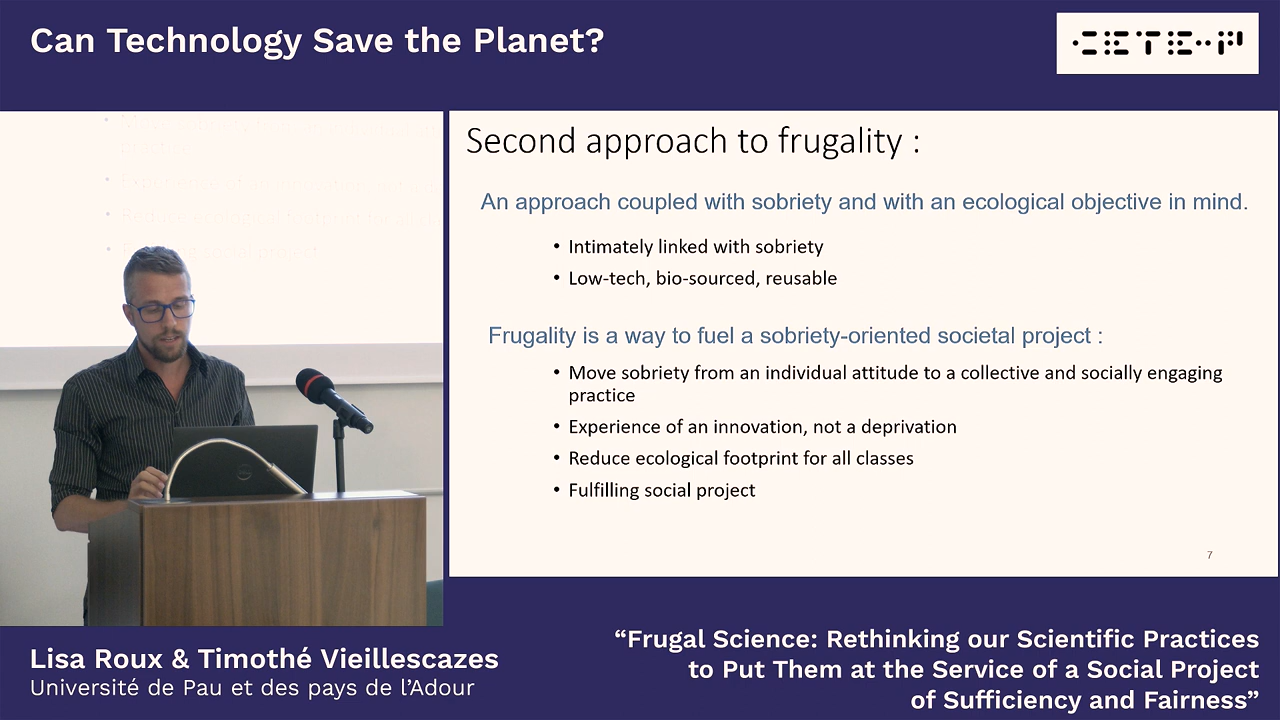 Can Technology Save the Planet?
CETE-P
Second approach to frugality :
An approach coupled with sobriety and with an ecological objective in mind.
• Intimately linked with sobriety
• Low-tech, bio-sourced, reusable
Frugality is a way to fuel a sobriety-oriented societal project :
• Move sobriety from an individual attitude to a collective and socially engaging
practice
• Experience of an innovation, not a deprivation
• Reduce ecological footprint for all classes
• Fulfilling social project
7
Lisa Roux & Timothé Vieillescazes
Université de Pau et des pays de l’Adour
“Frugal Science: Rethinking our Scientific Practices
to Put Them at the Service of a Social Project
of Sufficiency and Fairness”